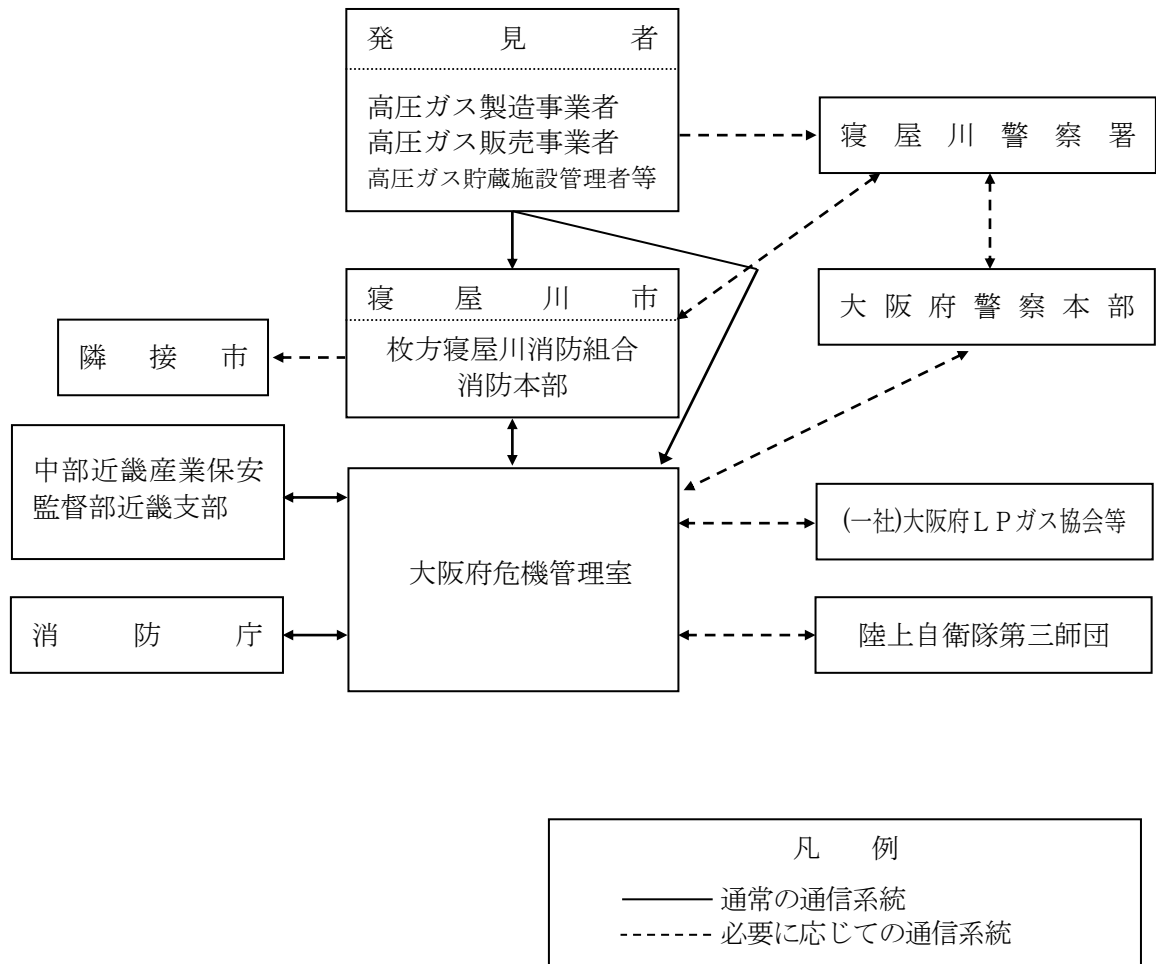 発見者
高圧ガス製造事業者
高圧ガス販売事業者
高圧ガス貯蔵施設管理者等
寝屋川警察署
寝屋川市
枚方寝屋川消防組合
消防本部
大阪府警察本部
隣接市
中部近畿産業保安
監督部近畿支部
大阪府危機管理室
(一社)大阪府ＬＰガス協会等
消防庁
陸上自衛隊第三師団
凡例
通常の通信系統
必要に応じての通信系統